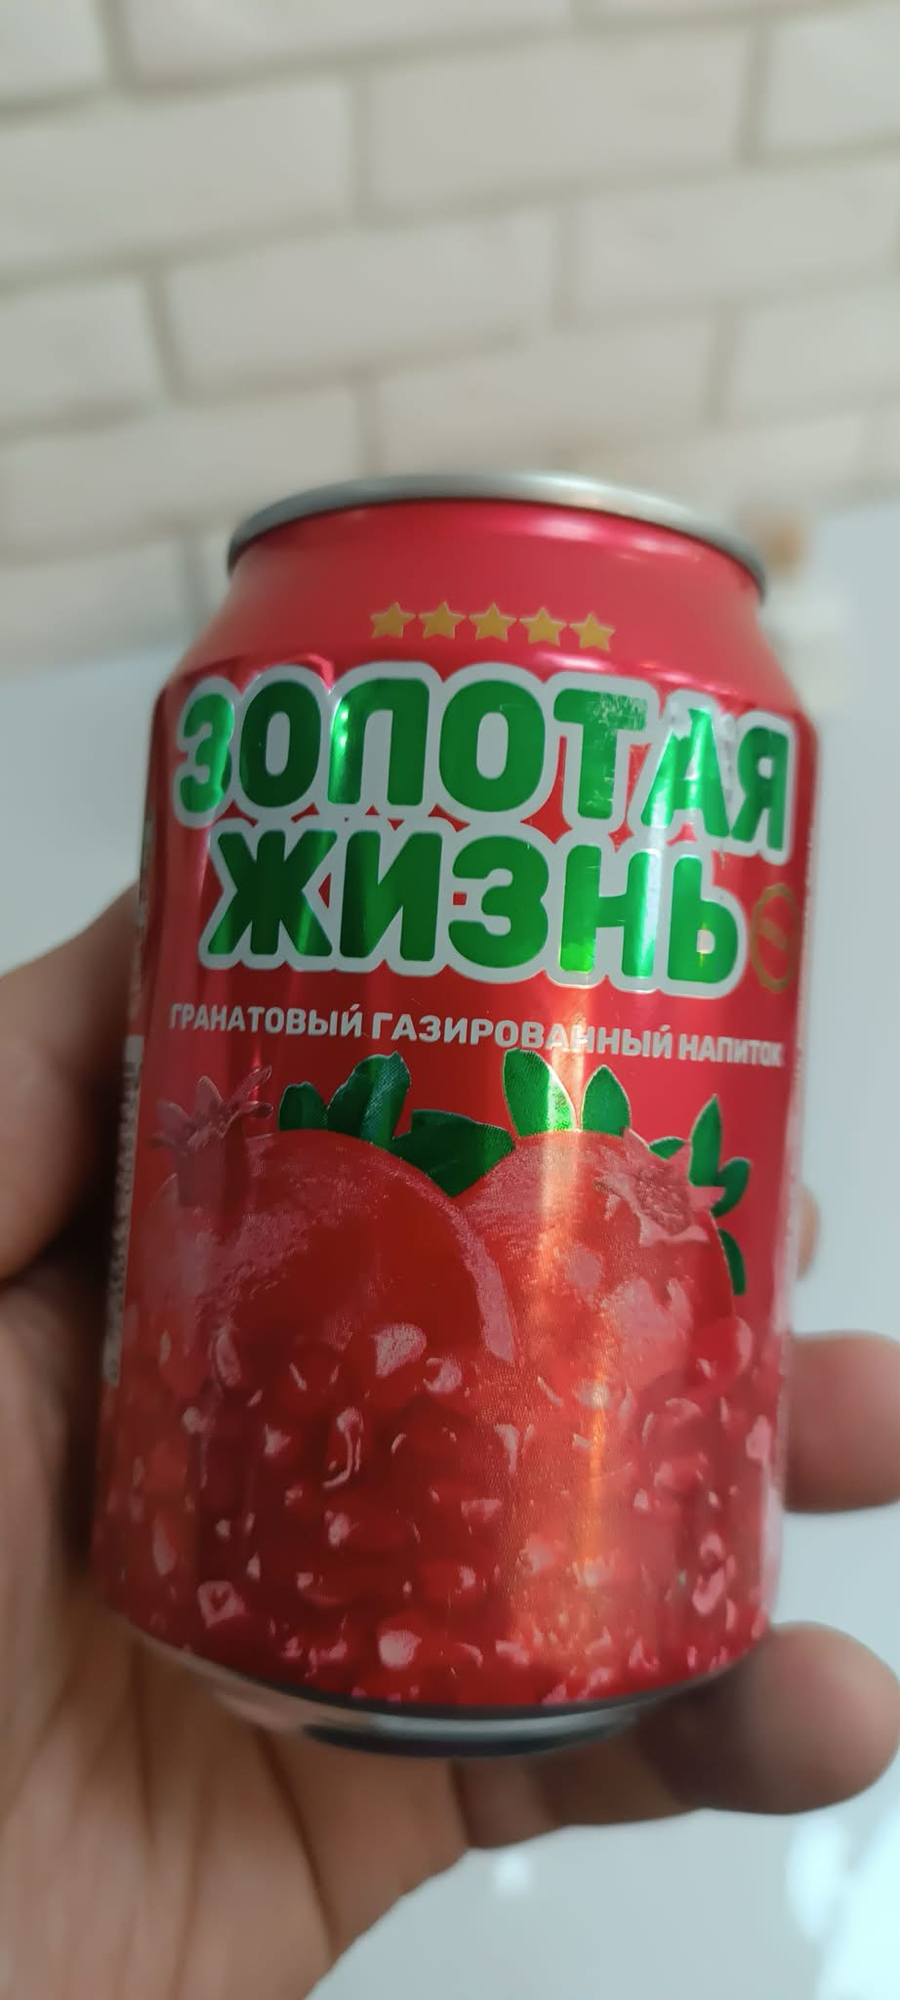 ЗОЛОТАЯ
ЖИЗНЬ
ГРАНАТОВЫЙ ГАЗИРОВАННЫЙ НАПИТОК